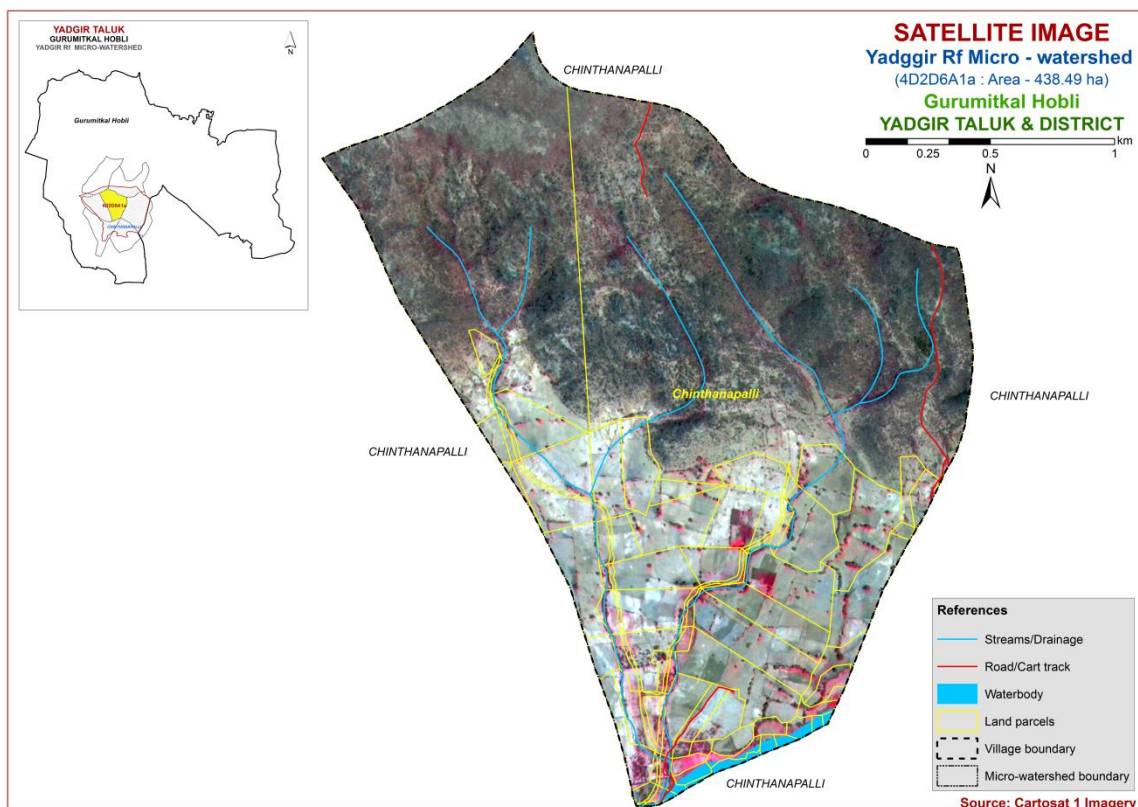 YADGIR TALUK
GURUMITKAL HOBLI
YADGIR Rf MICRO-WATERSHED
N
Gurumitkal Hobli
4D2D6A1a
CHINTHANAPALLI
SATELLITE IMAGE
Yadggir Rf Micro - watershed
(4D2D6A1a : Area - 438.49 ha)
Gurumitkal Hobli
YADGIR TALUK & DISTRICT
km
0 0.25 0.5 1
N
CHINTHANAPALLI
Chinthanapalli
CHINTHANAPALLI
CHINTHANAPALLI
CHINTHANAPALLI
References
Streams/Drainage
Road/Cart track
Waterbody
Land parcels
Village boundary
Micro-watershed boundary
Source: Cartosat 1 Imagery